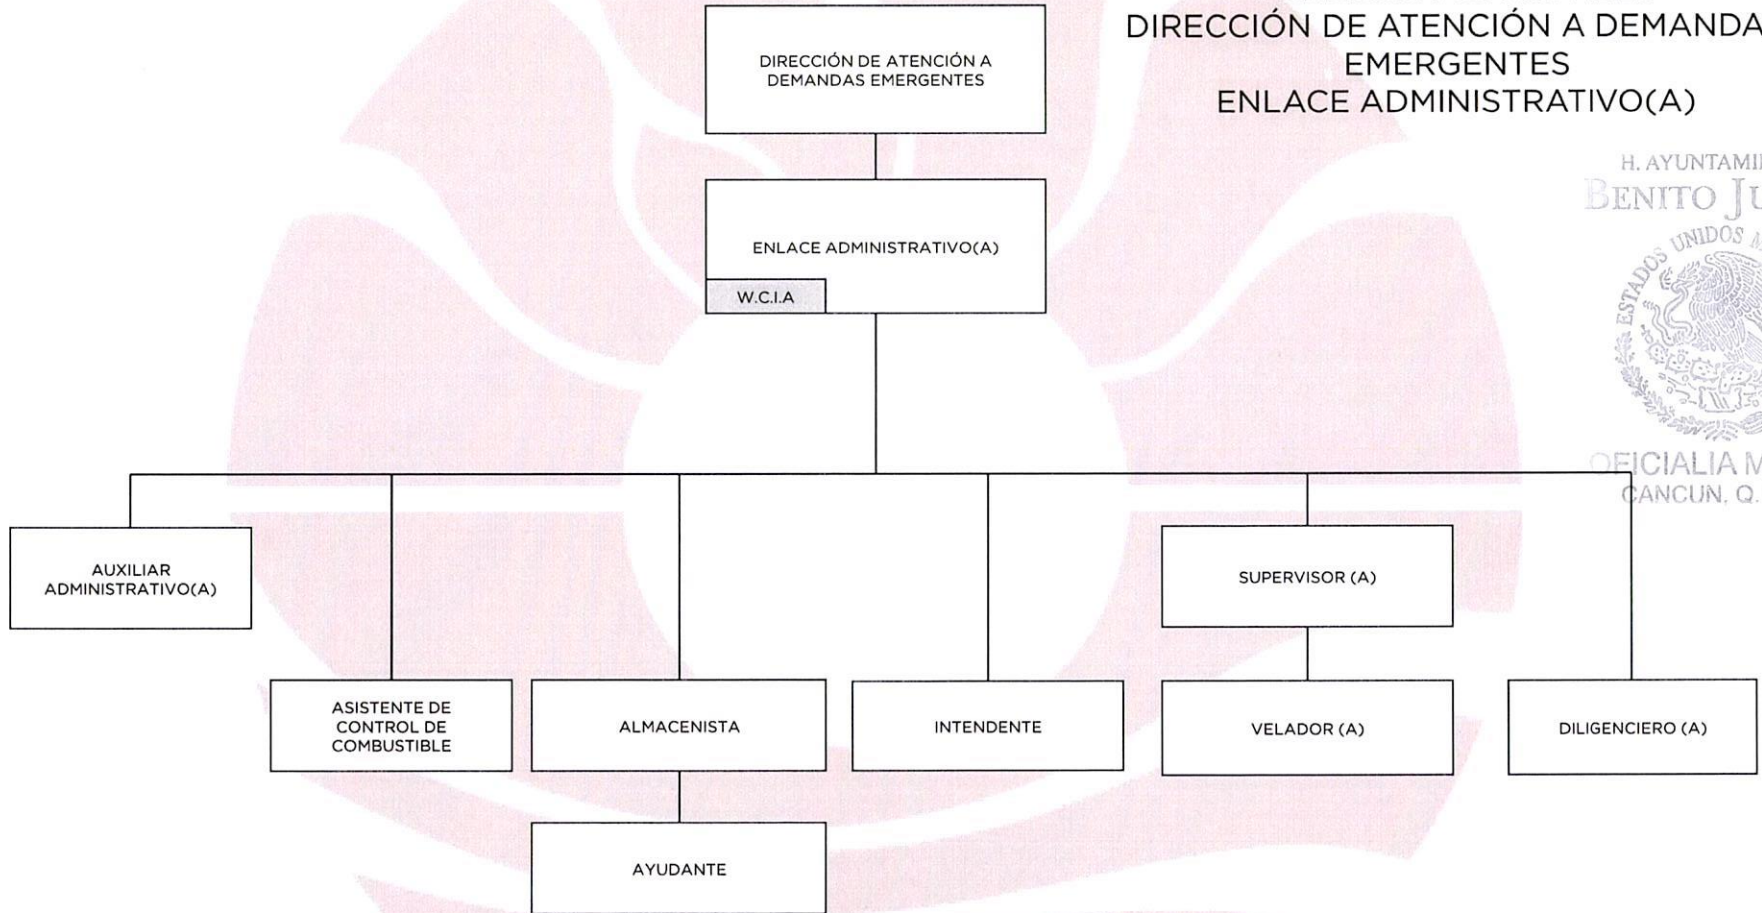 DIRECCIÓN DE ATENCIÓN A DEMANDA
EMERGENTES
ENLACE ADMINISTRATIVO(A)
DIRECCIÓN DE ATENCIÓN A
DEMANDAS EMERGENTES
ENLACE ADMINISTRATIVO(A)
W.C.I.A
H. AYUNTAMI
BENITO JU
ESTADOS UNIDOS M
OFICIALIA M
CANCUN, Q.
AUXILIAR
ADMINISTRATIVO(A)
SUPERVISOR (A)
ASISTENTE DE
CONTROL DE
COMBUSTIBLE
ALMACENISTA
INTENDENTE
VELADOR (A)
DILIGENCIERO (A)
AYUDANTE